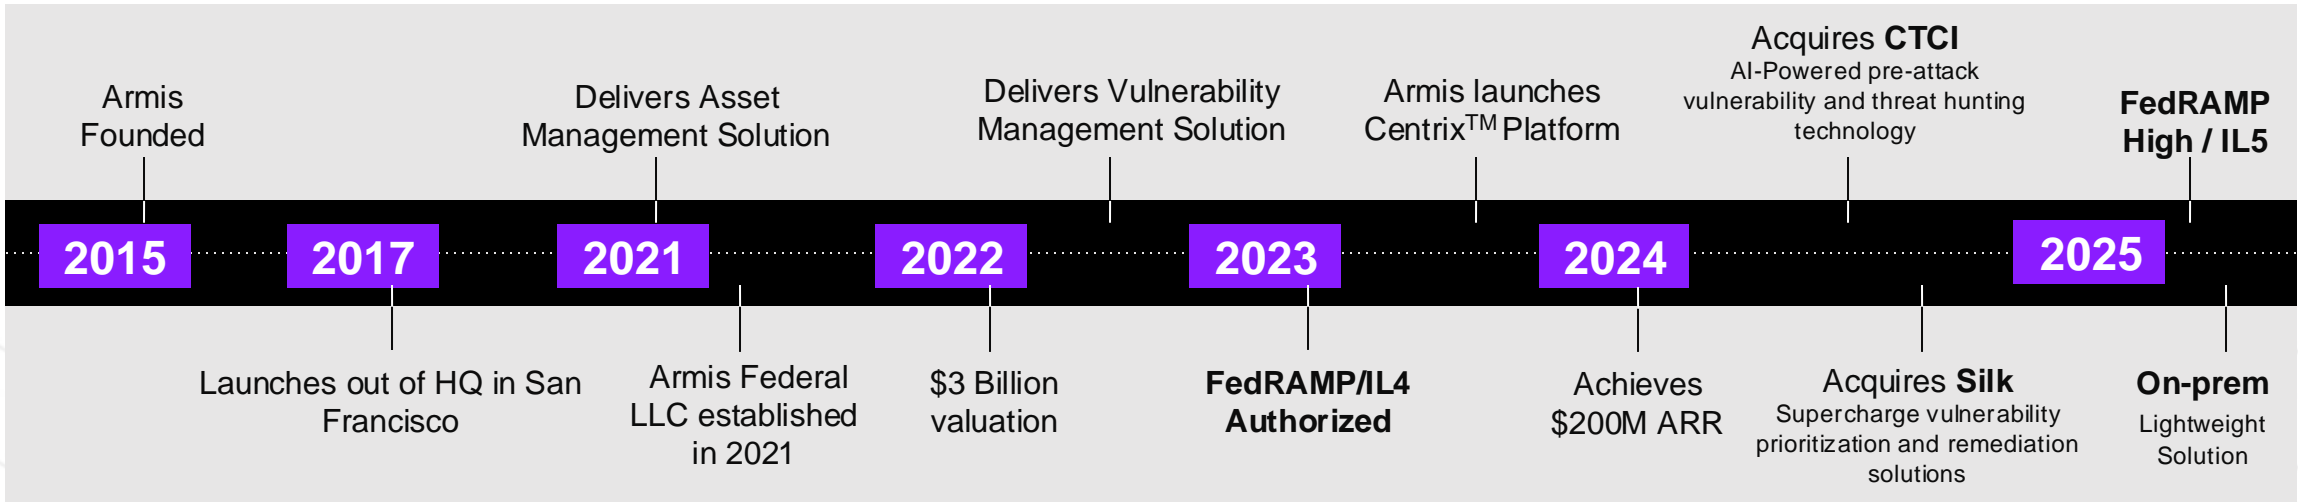 Armis
Founded
Delivers Asset
Management Solution
Delivers Vulnerability
Management Solution
Armis launches
Centrix™ Platform
Acquires CTCI
AI-Powered pre-attack
vulnerability and threat hunting
technology
FedRAMP
High / IL5
2015
2017
2021
2022
2023
2024
2025
Launches out of HQ in San
Francisco
Armis Federal
LLC established
in 2021
$3 Billion
valuation
FedRAMP/IL4
Authorized
Achieves
$200M ARR
Acquires Silk
Supercharge vulnerability
prioritization and remediation
solutions
On-prem
Lightweight
Solution